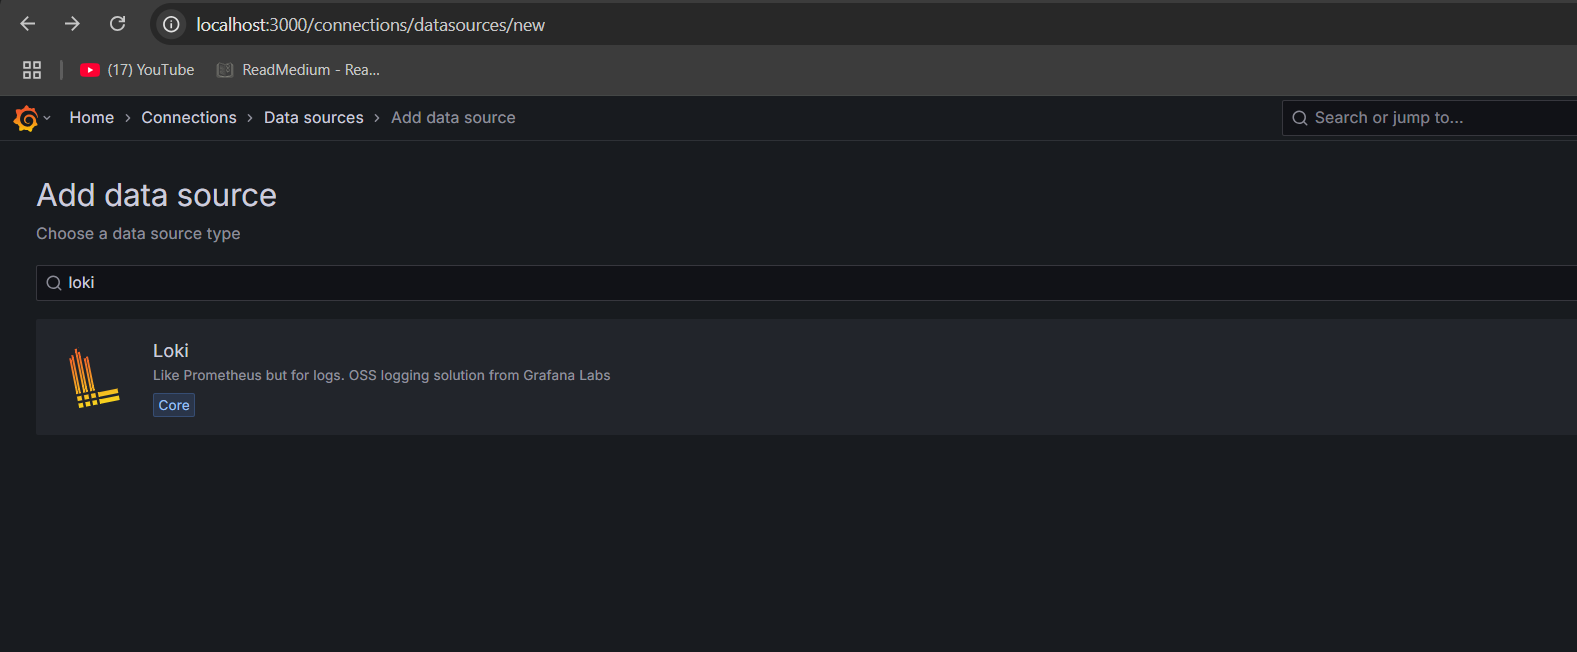 localhost:3000/connections/datasources/new
(17) YouTube
ReadMedium - Rea...
Home › Connections › Data sources › Add data source
Search or jump to...
Add data source
Choose a data source type
loki
Loki
Like Prometheus but for logs. OSS logging solution from Grafana Labs
Core